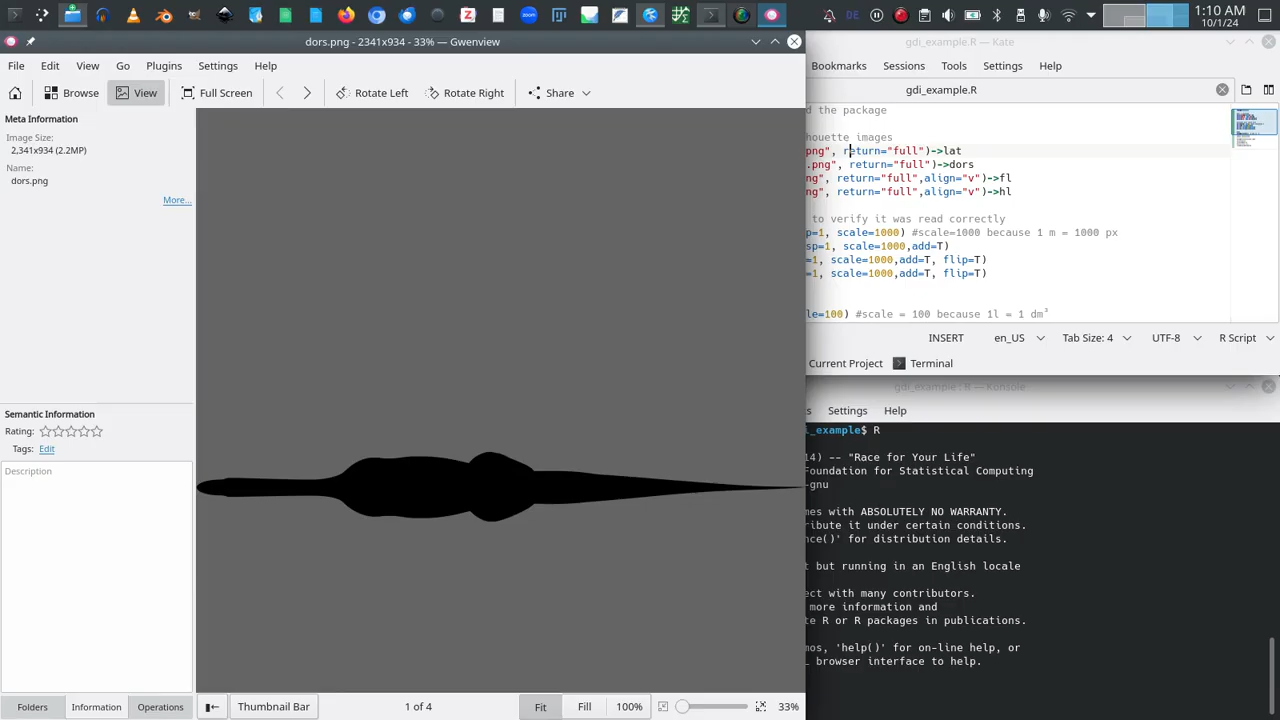 DE
1:10 AM
10/1/24
dors.png - 2341x934 - 33% — Gwenview
File Edit View Go Plugins Settings Help
Browse View Full Screen Rotate Left Rotate Right Share
Meta Information
Image Size:
2,341x934 (2.2MP)
Name:
dors.png
More...
Semantic Information
Rating:
Tags: Edit
Description
Folders Information Operations
Thumbnail Bar 1 of 4 Fit Fill 100% 33%
gdi_example.R — Kate
Bookmarks Sessions Tools Settings Help
gdi_example.R
d the package
houette images
png", return="full")->lat
.png", return="full")->dors
ng", return="full",align="v")->fl
ng", return="full",align="v")->hl
to verify it was read correctly
p=1, scale=1000) #scale=1000 because 1 m = 1000 px
sp=1, scale=1000,add=T)
=1, scale=1000,add=T, flip=T)
=1, scale=1000,add=T, flip=T)
le=100) #scale = 100 because 1l = 1 dm³
INSERT en_US Tab Size: 4 UTF-8 R Script
Current Project Terminal
gdi_example : R — Konsole
s Settings Help
i_example$ R
14) -- "Race for Your Life"
Foundation for Statistical Computing
-gnu
mes with ABSOLUTELY NO WARRANTY.
ribute it under certain conditions.
nce()' for distribution details.
t but running in an English locale
ect with many contributors.
more information and
te R or R packages in publications.
mos, 'help()' for on-line help, or
L browser interface to help.